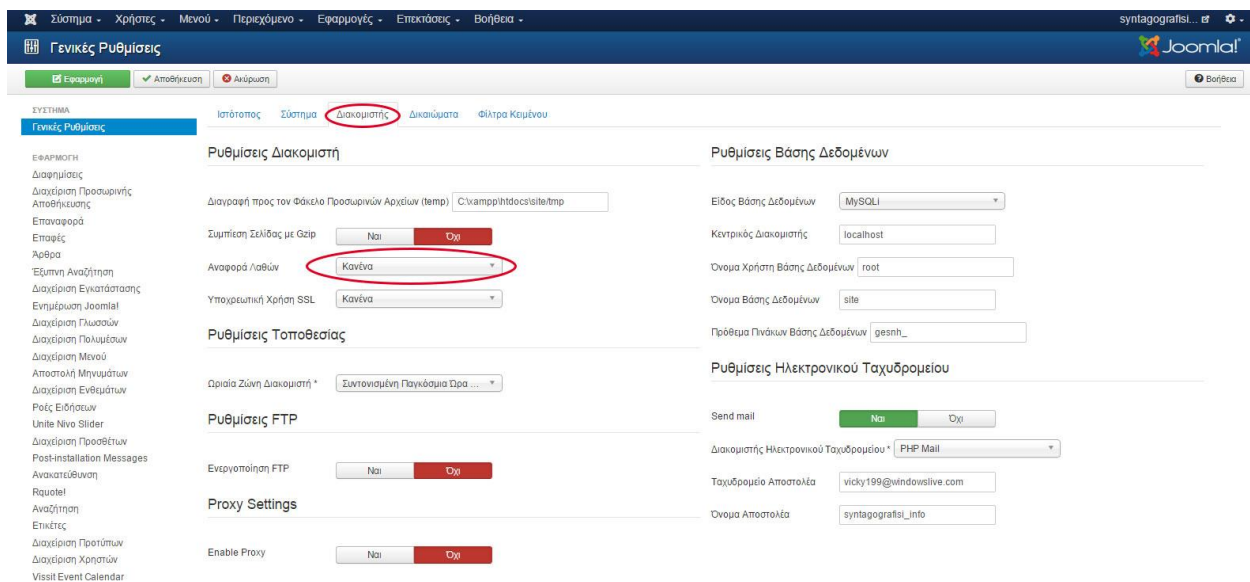 Σύστημα Χρήστες Μενού Περιεχόμενο Εφαρμογές Επεκτάσεις Βοήθεια syntagografisi...
Γενικές Ρυθμίσεις Joomla!
Εφαρμογή Αποθήκευση Ακύρωση Βοήθεια
ΣΥΣΤΗΜΑ
Γενικές Ρυθμίσεις
ΕΦΑΡΜΟΓΗ
Διαφημίσεις
Διαχείριση Προσωρινής
Αποθήκευσης
Επαναφορά
Επαφές
Άρθρα
Έξυπνη Αναζήτηση
Διαχείριση Εγκατάστασης
Ενημέρωση Joomla!
Διαχείριση Γλωσσών
Διαχείριση Πολυμέσων
Διαχείριση Μενού
Αποστολή Μηνυμάτων
Διαχείριση Ενθεμάτων
Ροές Ειδήσεων
Unite Nivo Slider
Διαχείριση Προσθέτων
Post-installation Messages
Ανακατεύθυνση
Rquote!
Αναζήτηση
Ετικέτες
Διαχείριση Προτύπων
Διαχείριση Χρηστών
Vissit Event Calendar
Ιστότοπος Σύστημα Διακομιστής Δικαιώματα Φίλτρα Κειμένου
Ρυθμίσεις Διακομιστή
Διαγραφή προς τον Φάκελο Προσωρινών Αρχείων (temp) C:\xampp\htdocs\site/tmp
Συμπίεση Σελίδας με Gzip Ναι Όχι
Αναφορά Λαθών Κανένα
Υποχρεωτική Χρήση SSL Κανένα
Ρυθμίσεις Τοποθεσίας
Ωριαία Ζώνη Διακομιστή * Συντονισμένη Παγκόσμια Ώρα ...
Ρυθμίσεις FTP
Ενεργοποίηση FTP Ναι Όχι
Proxy Settings
Enable Proxy Ναι Όχι
Ρυθμίσεις Βάσης Δεδομένων
Είδος Βάσης Δεδομένων MySQLi
Κεντρικός Διακομιστής localhost
Όνομα Χρήστη Βάσης Δεδομένων root
Όνομα Βάσης Δεδομένων site
Πρόθεμα Πινάκων Βάσης Δεδομένων gesnh_
Ρυθμίσεις Ηλεκτρονικού Ταχυδρομείου
Send mail Ναι Όχι
Διακομιστής Ηλεκτρονικού Ταχυδρομείου * PHP Mail
Ταχυδρομείο Αποστολέα vicky199@windowslive.com
Όνομα Αποστολέα syntagografisi_info